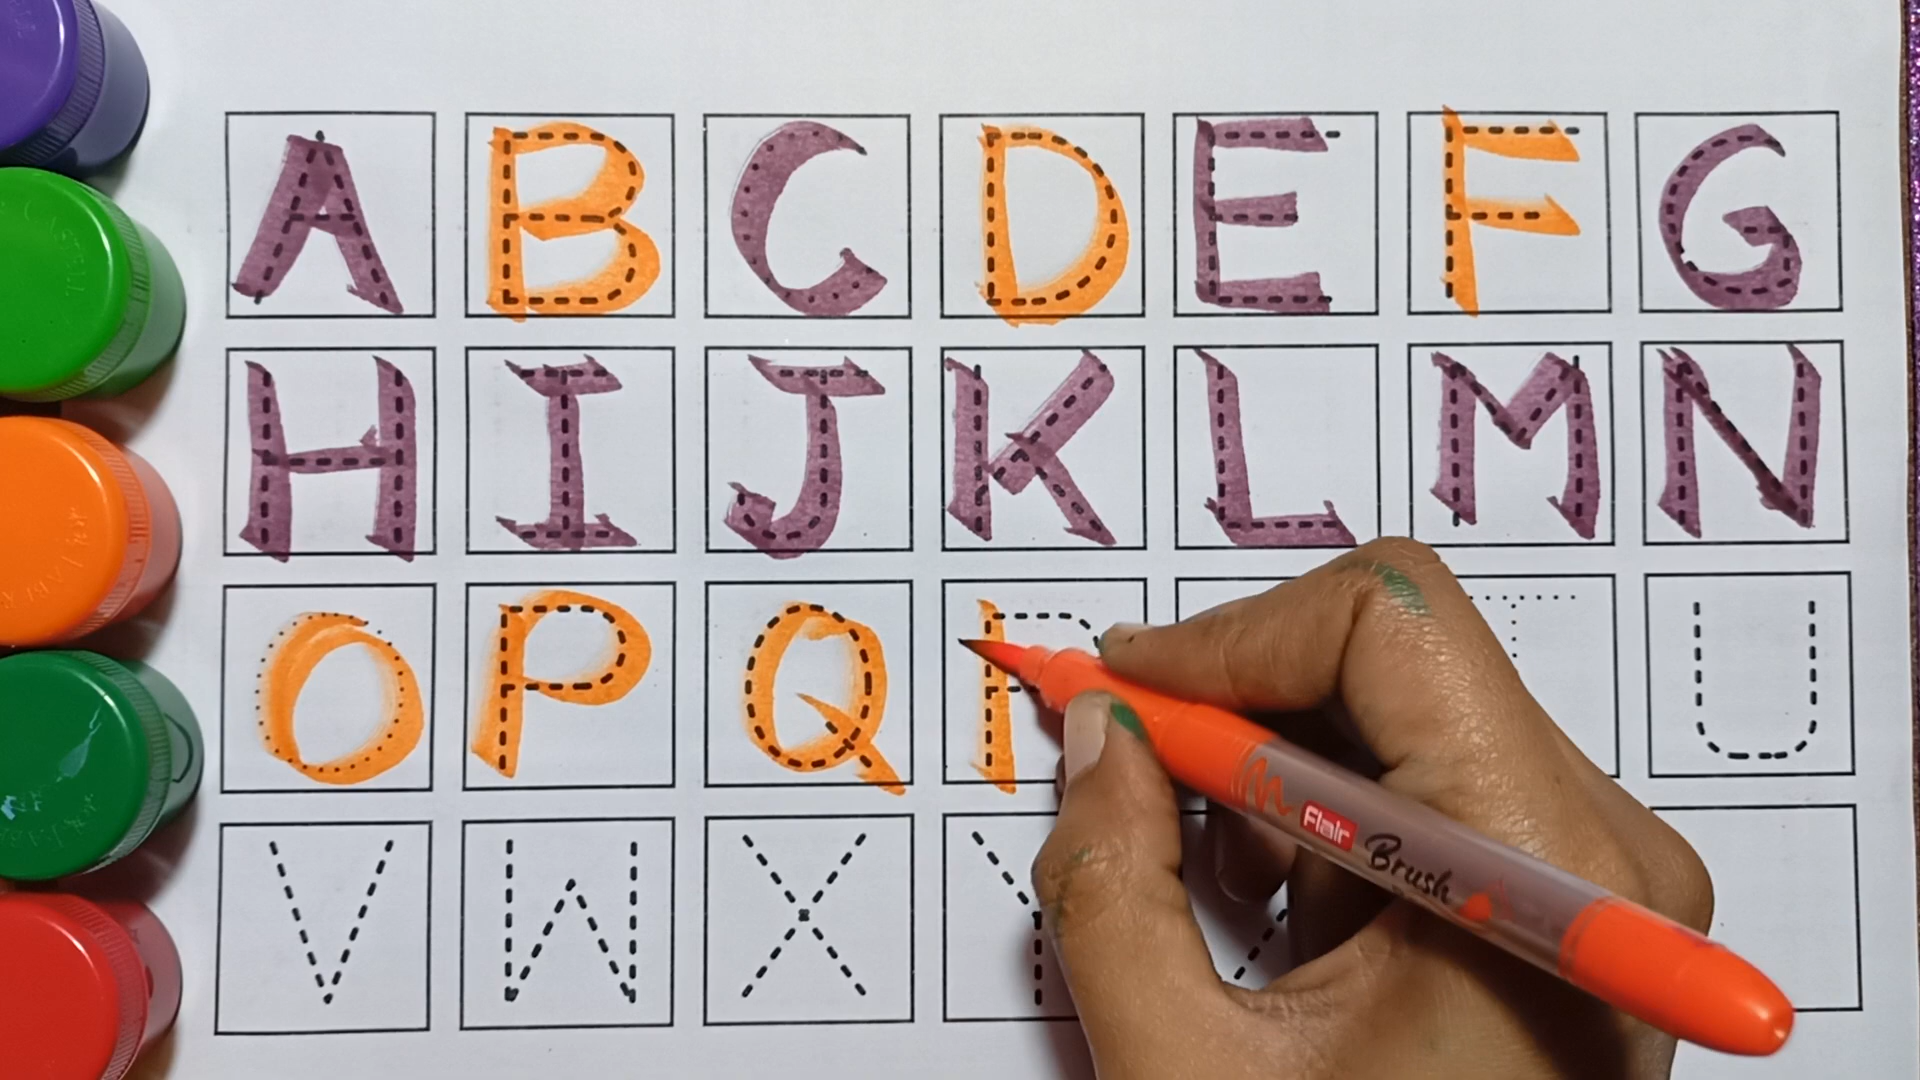 A B C D E F G
H I J K L M N
O P Q R T U
V W X Y
Flair Brush